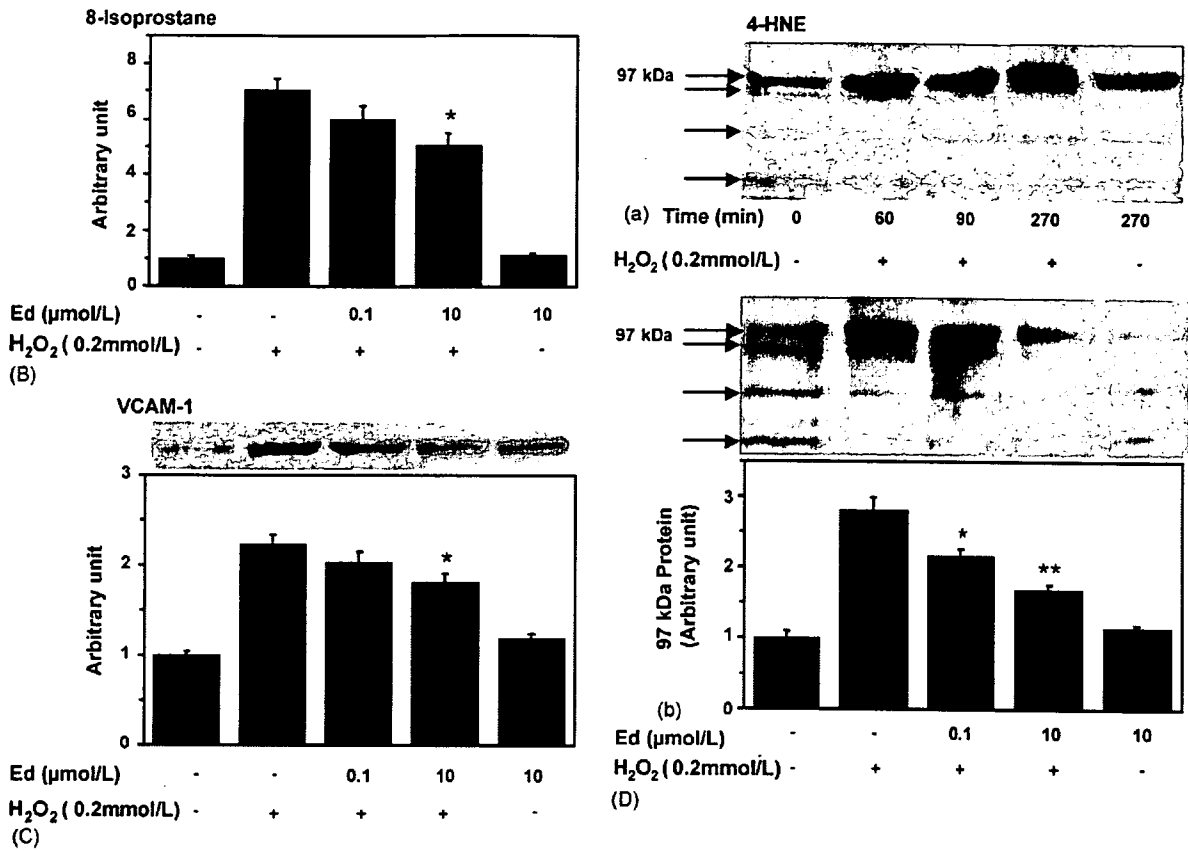 8-Isoprostane
Arbitrary unit
8
6
4
2
0
*
Ed (µmol/L) - - 0.1 10 10
H2O2 ( 0.2mmol/L) - + + + -
(B)
VCAM-1
Arbitrary unit
3
2
1
0
*
Ed (µmol/L) - - 0.1 10 10
H2O2 ( 0.2mmol/L) - + + + -
(C)
4-HNE
97 kDa
(a) Time (min) 0 60 90 270 270
H2O2 ( 0.2mmol/L) - + + + -
97 kDa
97 kDa Protein
(Arbitrary unit)
3
2
1
0
*
**
(b)
Ed (µmol/L) - - 0.1 10 10
H2O2 ( 0.2mmol/L) - + + + -
(D)